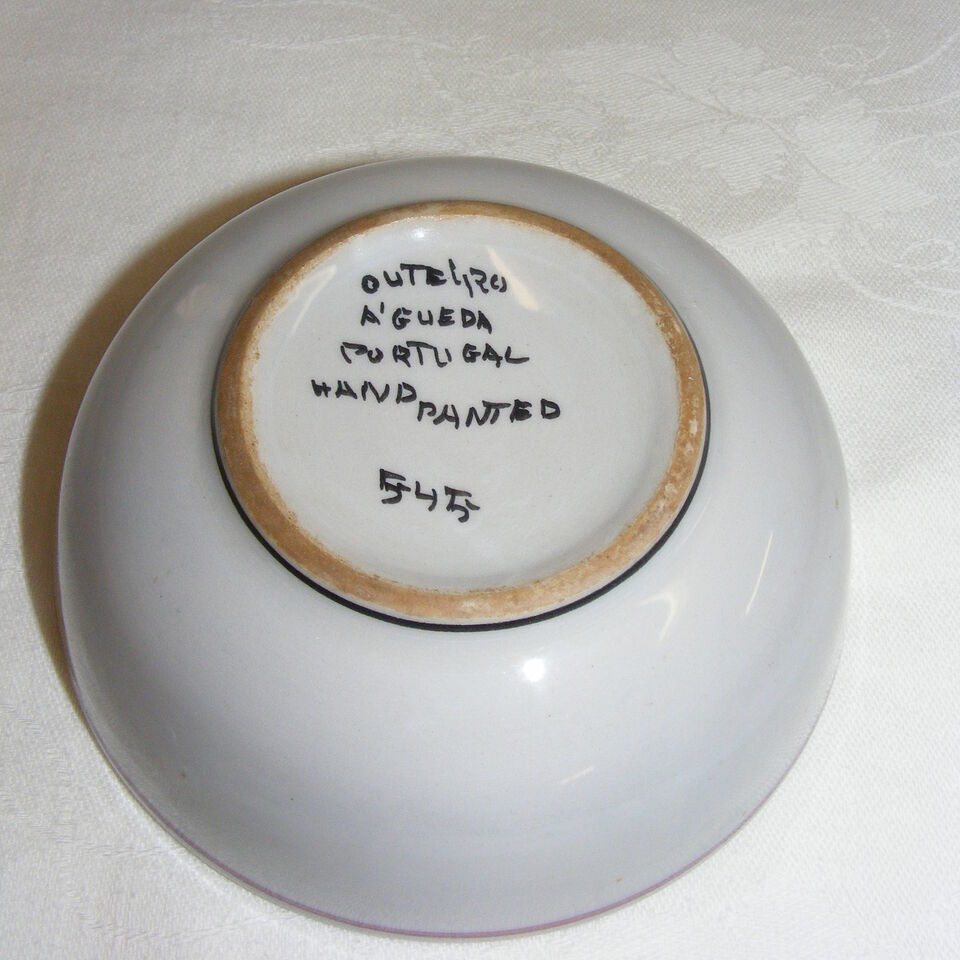 OUTEIRO
A'GUEDA
PORTUGAL
HAND PANTED
545